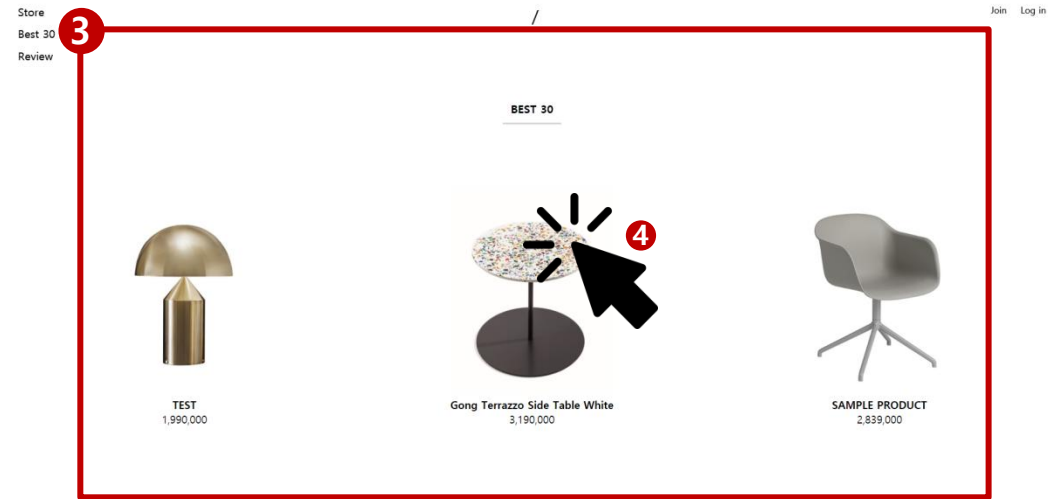 Store
/
Join Log in
Best 30
3
Review
BEST 30
4
TEST
1,990,000
Gong Terrazzo Side Table White
3,190,000
SAMPLE PRODUCT
2,839,000